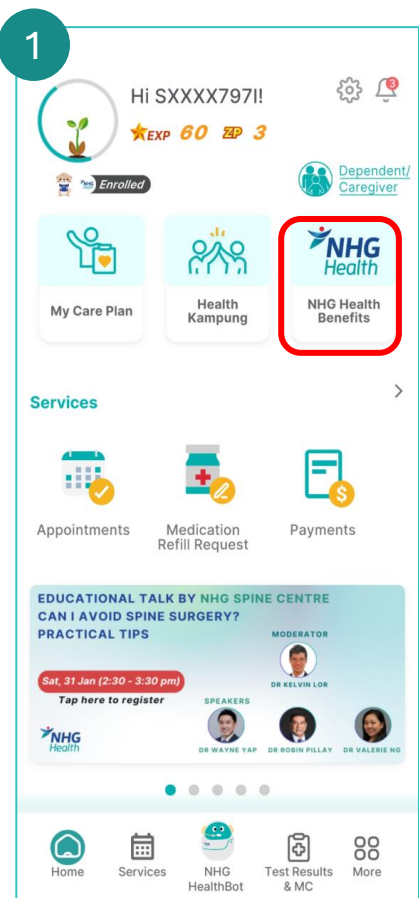 1
Hi SXXXX797I!
3
EXP 60 ZP 3
Enrolled
Dependent/
Caregiver
My Care Plan
Health
Kampung
NHG
Health
NHG Health
Benefits
Services
Appointments
Medication
Refill Request
Payments
EDUCATIONAL TALK BY NHG SPINE CENTRE
CAN I AVOID SPINE SURGERY?
PRACTICAL TIPS
MODERATOR
DR KELVIN LOR
Sat, 31 Jan (2:30 - 3:30 pm)
Tap here to register
SPEAKERS
NHG
Health
DR WAYNE YAP
DR ROBIN PILLAY
DR VALERIE NG
Home
Services
NHG
HealthBot
Test Results
& MC
More